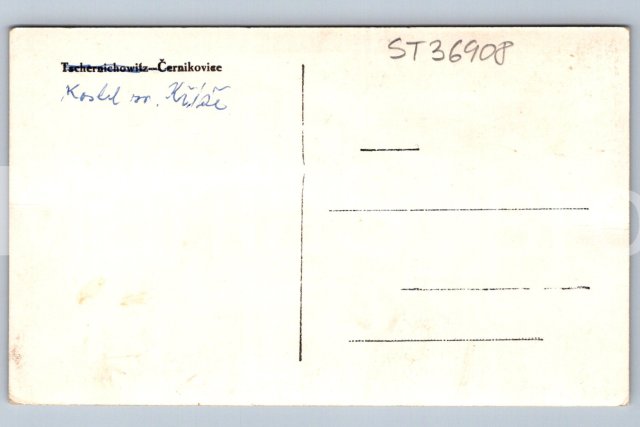 ST36908
Tschernichowitz—Černikovice
Kostel sv. Kříže